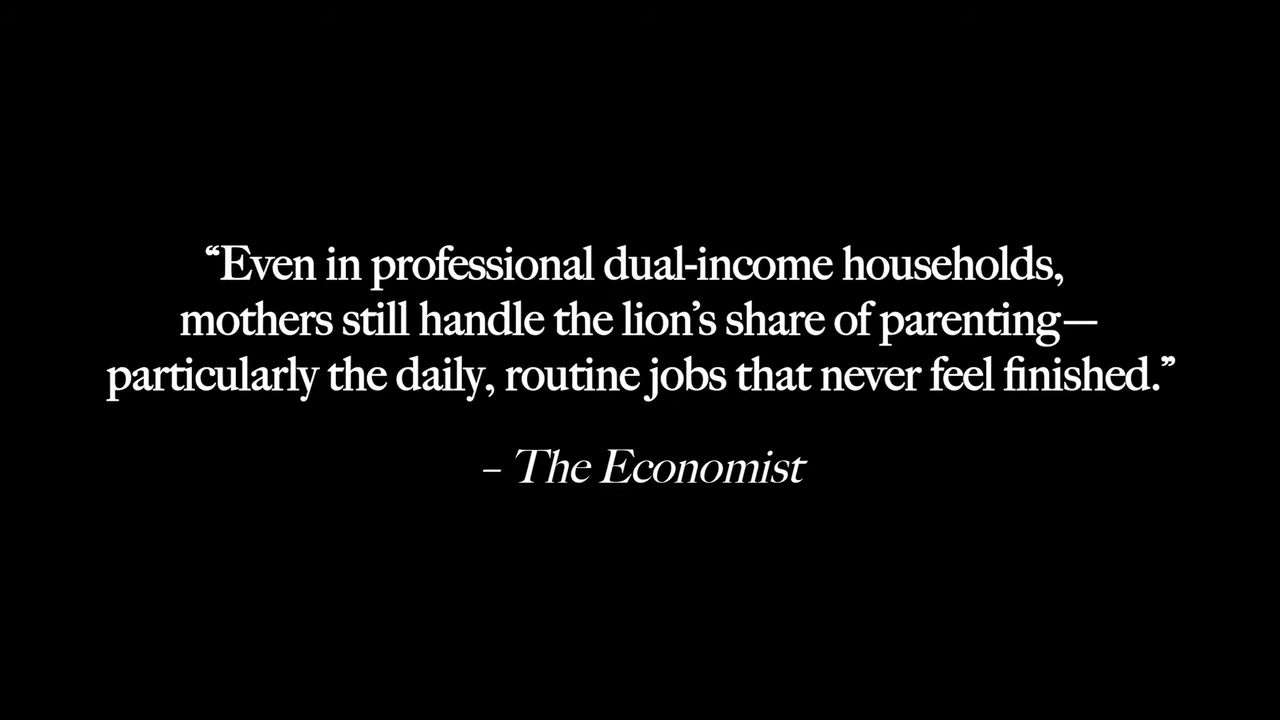 “Even in professional dual-income households,
mothers still handle the lion’s share of parenting—
particularly the daily, routine jobs that never feel finished.”
– The Economist